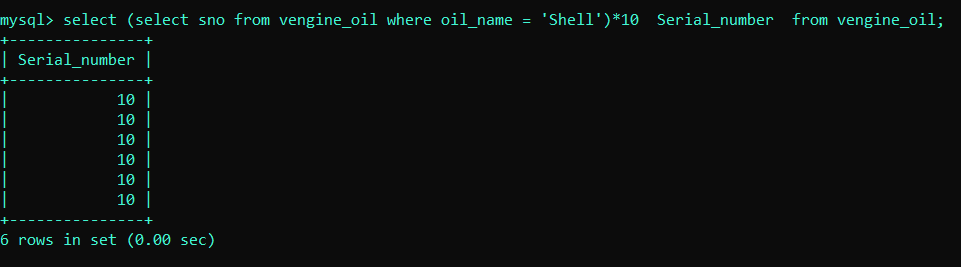 mysql> select (select sno from vengine_oil where oil_name = 'Shell')*10  Serial_number  from vengine_oil;
+---------------+
| Serial_number |
+---------------+
|            10 |
|            10 |
|            10 |
|            10 |
|            10 |
|            10 |
+---------------+
6 rows in set (0.00 sec)